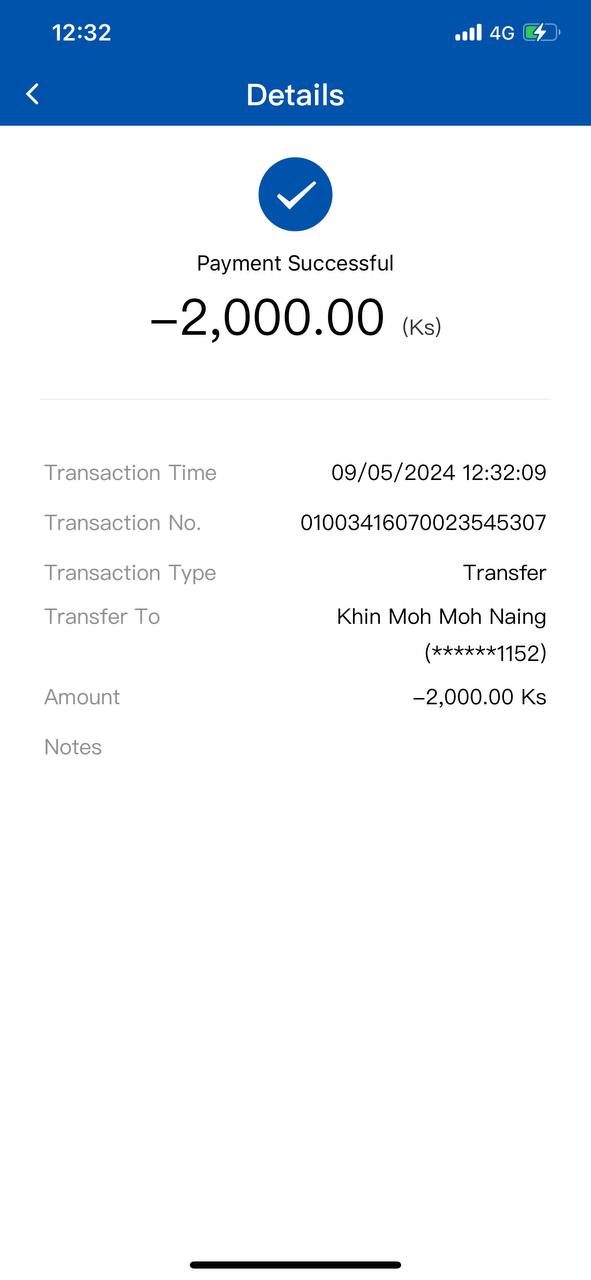 12:32 4G
Details
Payment Successful
–2,000.00 (Ks)
Transaction Time 09/05/2024 12:32:09
Transaction No. 01003416070023545307
Transaction Type Transfer
Transfer To Khin Moh Moh Naing
(******1152)
Amount –2,000.00 Ks
Notes